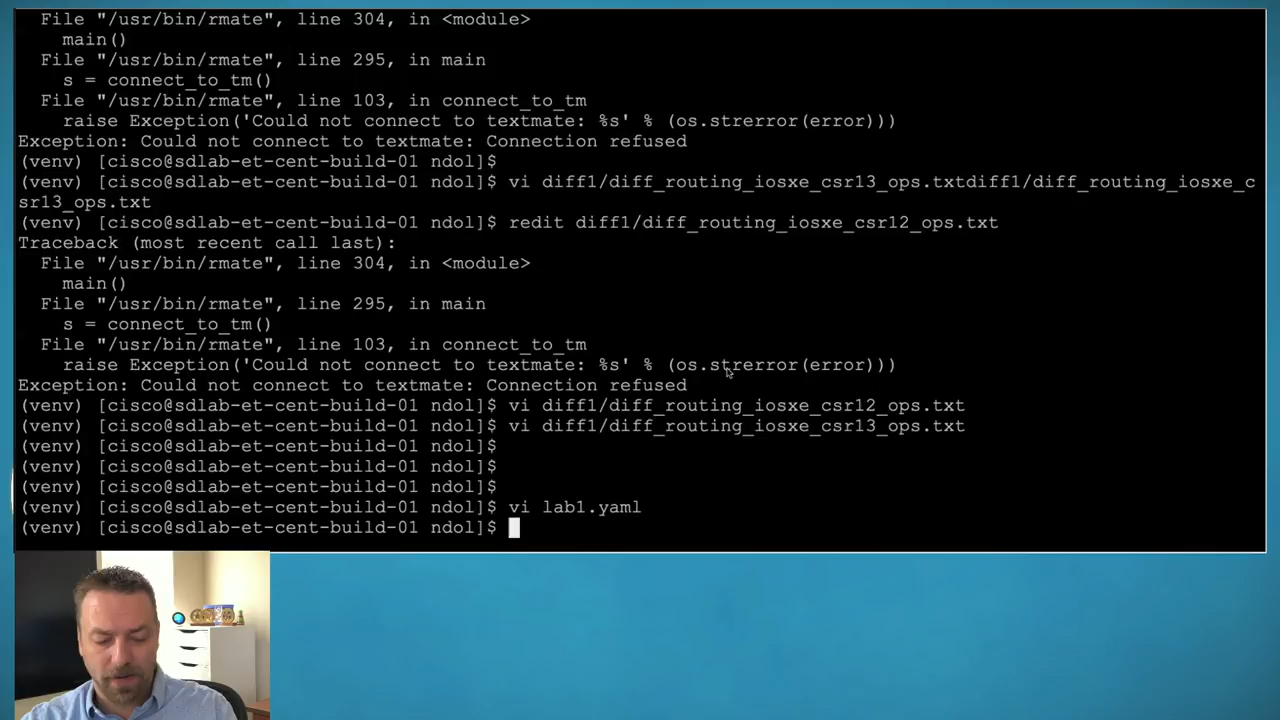 File "/usr/bin/rmate", line 304, in <module>
    main()
  File "/usr/bin/rmate", line 295, in main
    s = connect_to_tm()
  File "/usr/bin/rmate", line 103, in connect_to_tm
    raise Exception('Could not connect to textmate: %s' % (os.strerror(error)))
Exception: Could not connect to textmate: Connection refused
(venv) [cisco@sdlab-et-cent-build-01 ndol]$
(venv) [cisco@sdlab-et-cent-build-01 ndol]$ vi diff1/diff_routing_iosxe_csr13_ops.txtdiff1/diff_routing_iosxe_c
sr13_ops.txt
(venv) [cisco@sdlab-et-cent-build-01 ndol]$ redit diff1/diff_routing_iosxe_csr12_ops.txt
Traceback (most recent call last):
  File "/usr/bin/rmate", line 304, in <module>
    main()
  File "/usr/bin/rmate", line 295, in main
    s = connect_to_tm()
  File "/usr/bin/rmate", line 103, in connect_to_tm
    raise Exception('Could not connect to textmate: %s' % (os.strerror(error)))
Exception: Could not connect to textmate: Connection refused
(venv) [cisco@sdlab-et-cent-build-01 ndol]$ vi diff1/diff_routing_iosxe_csr12_ops.txt
(venv) [cisco@sdlab-et-cent-build-01 ndol]$ vi diff1/diff_routing_iosxe_csr13_ops.txt
(venv) [cisco@sdlab-et-cent-build-01 ndol]$
(venv) [cisco@sdlab-et-cent-build-01 ndol]$
(venv) [cisco@sdlab-et-cent-build-01 ndol]$
(venv) [cisco@sdlab-et-cent-build-01 ndol]$ vi lab1.yaml
(venv) [cisco@sdlab-et-cent-build-01 ndol]$